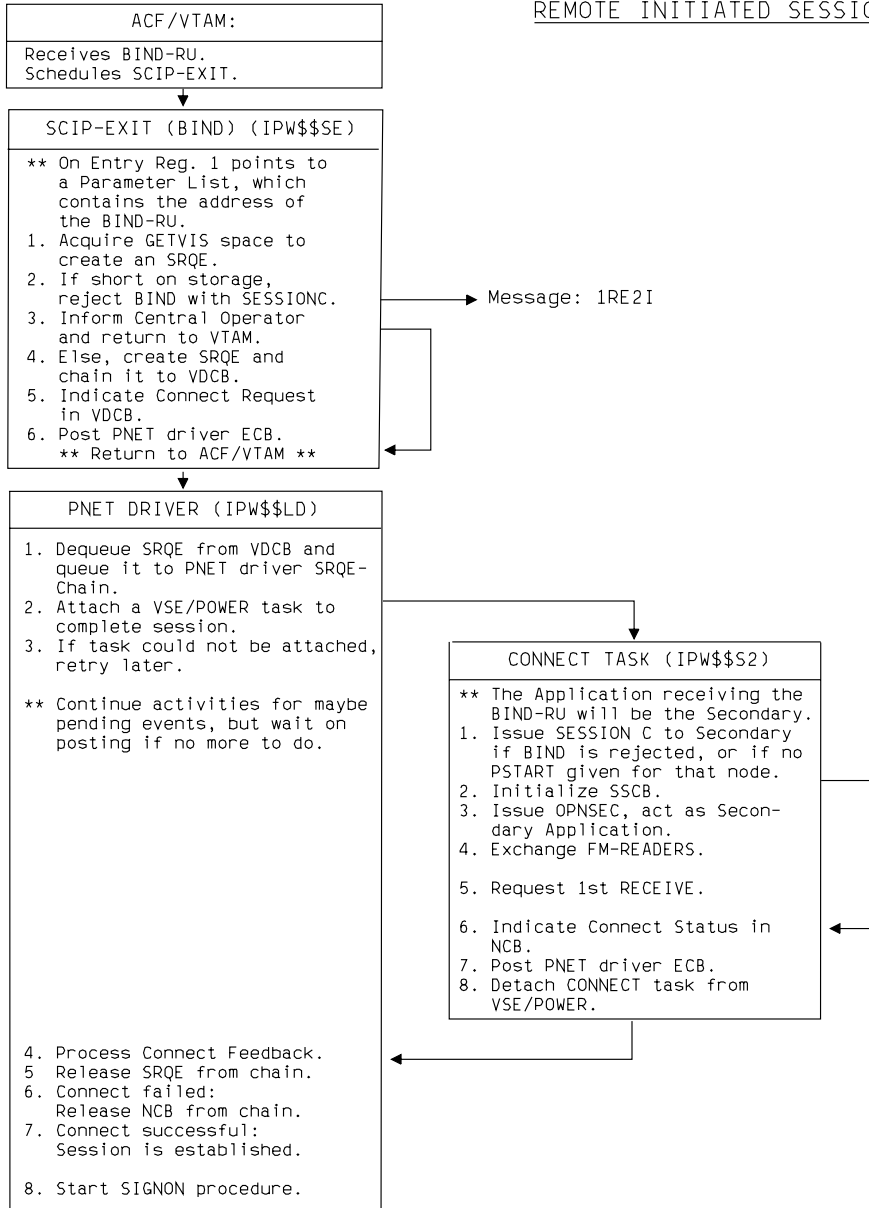 REMOTE INITIATED SESSIO
ACF/VTAM:
Receives BIND-RU.
Schedules SCIP-EXIT.
SCIP-EXIT (BIND) (IPW$$SE)
** On Entry Reg. 1 points to
a Parameter List, which
contains the address of
the BIND-RU.
1. Acquire GETVIS space to
create an SRQE.
2. If short on storage,
reject BIND with SESSIONC.
3. Inform Central Operator
and return to VTAM.
4. Else, create SRQE and
chain it to VDCB.
5. Indicate Connect Request
in VDCB.
6. Post PNET driver ECB.
** Return to ACF/VTAM **
Message: 1RE2I
PNET DRIVER (IPW$$LD)
1. Dequeue SRQE from VDCB and
queue it to PNET driver SRQE-
Chain.
2. Attach a VSE/POWER task to
complete session.
3. If task could not be attached,
retry later.
** Continue activities for maybe
pending events, but wait on
posting if no more to do.
CONNECT TASK (IPW$$S2)
** The Application receiving the
BIND-RU will be the Secondary.
1. Issue SESSION C to Secondary
if BIND is rejected, or if no
PSTART given for that node.
2. Initialize SSCB.
3. Issue OPNSEC, act as Secon-
dary Application.
4. Exchange FM-READERS.
5. Request 1st RECEIVE.
6. Indicate Connect Status in
NCB.
7. Post PNET driver ECB.
8. Detach CONNECT task from
VSE/POWER.
4. Process Connect Feedback.
5 Release SRQE from chain.
6. Connect failed:
Release NCB from chain.
7. Connect successful:
Session is established.
8. Start SIGNON procedure.